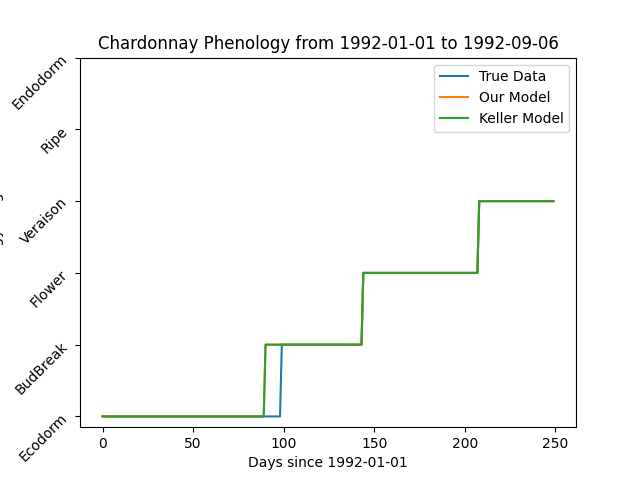 Chardonnay Phenology from 1992-01-01 to 1992-09-06
True Data
Our Model
Keller Model
Endodorm
Ripe
Veraison
Flower
BudBreak
Ecodorm
0 50 100 150 200 250
Days since 1992-01-01